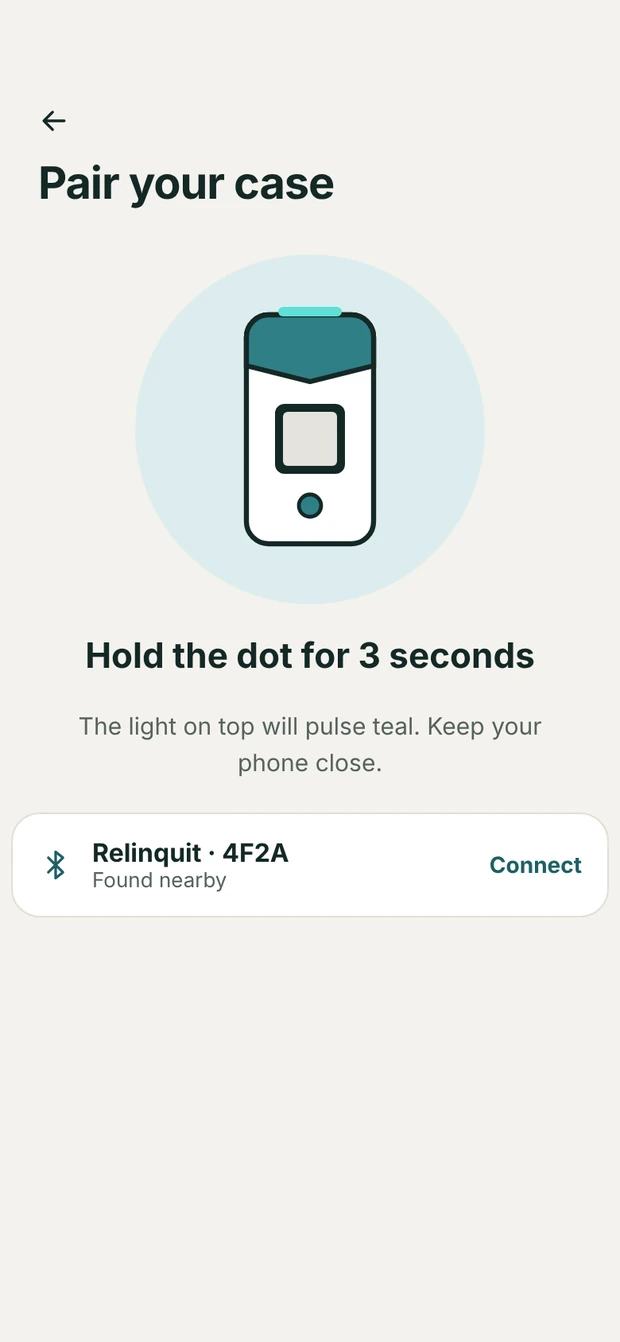 Pair your case
Hold the dot for 3 seconds
The light on top will pulse teal. Keep your
phone close.
Relinquit · 4F2A
Found nearby
Connect